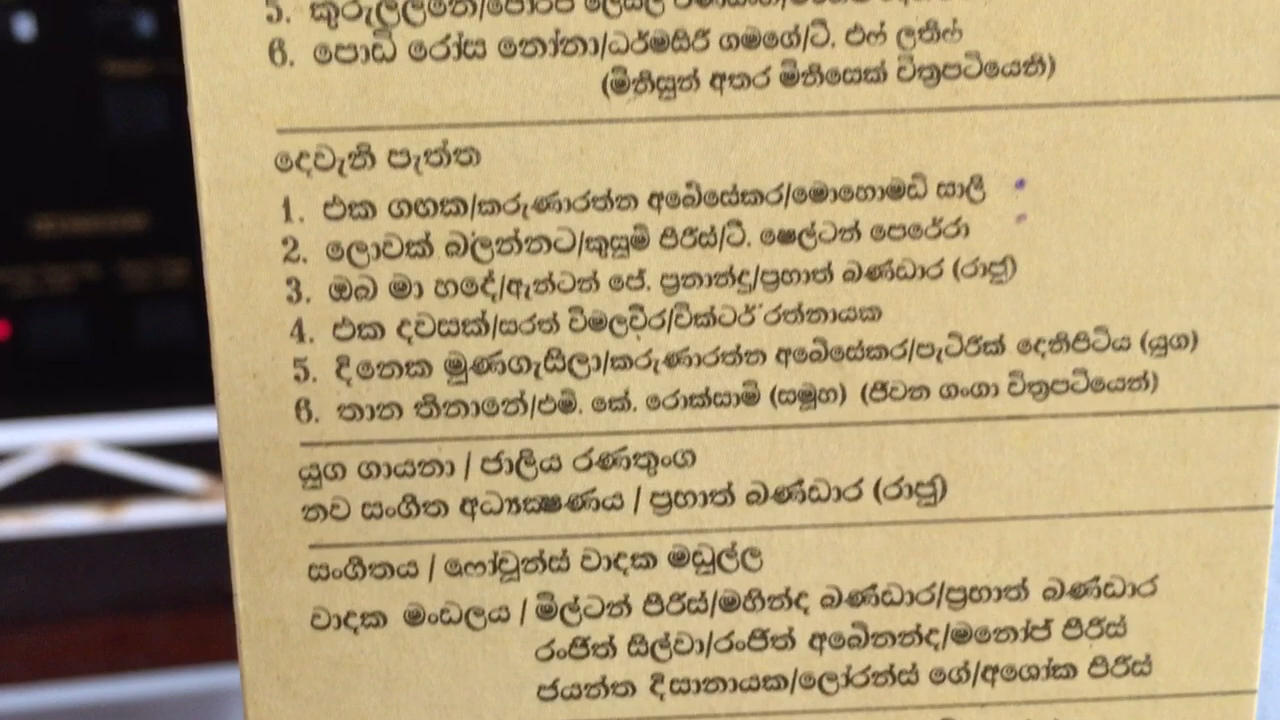 6. පොඩි රෝස නෝනා/ධර්මසිරි ගමගේ/ටී. එෆ් ලතීෆ්
(මිනිසුන් අතර මිනිසෙක් චිත්‍රපටියෙනි)
දෙවැනි පැත්ත
1. එක ගඟක/කරුණාරත්න අබේසේකර/මොහොමඩ් සාලි
2. ලොවක් බලන්නට/කුසුම් පීරිස්/ටී. ෂෙල්ටන් පෙරේරා
3. ඔබ මා හදේ/ඇන්ටන් ජේ. ප්‍රනාන්දු/ප්‍රභාත් බණ්ඩාර (රාජු)
4. එක දවසක්/සරත් විමලවීර/වික්ටර් රත්නායක
5. දිනෙක මුණගැසිලා/කරුණාරත්න අබේසේකර/පැට්රික් දෙනිපිටිය (යුග)
6. තාන තිනානේ/එම්. කේ. රොක්සාමි (සමූහ) (ජීවන ගංගා චිත්‍රපටියෙන්)
යුග ගායනා / ජාලිය රණතුංග
නව සංගීත අධ්‍යක්ෂණය / ප්‍රභාත් බණ්ඩාර (රාජු)
සංගීතය / ෆෝචූන්ස් වාදක මඩුල්ල
වාදක මංඩලය / මිල්ටන් පීරිස්/මහින්ද බණ්ඩාර/ප්‍රභාත් බණ්ඩාර
රංජිත් සිල්වා/රංජිත් අබෙනන්ද/මනෝජ් පීරිස්
ජයන්ත දිසානායක/ලෝරන්ස් ගේ/අශෝක පීරිස්